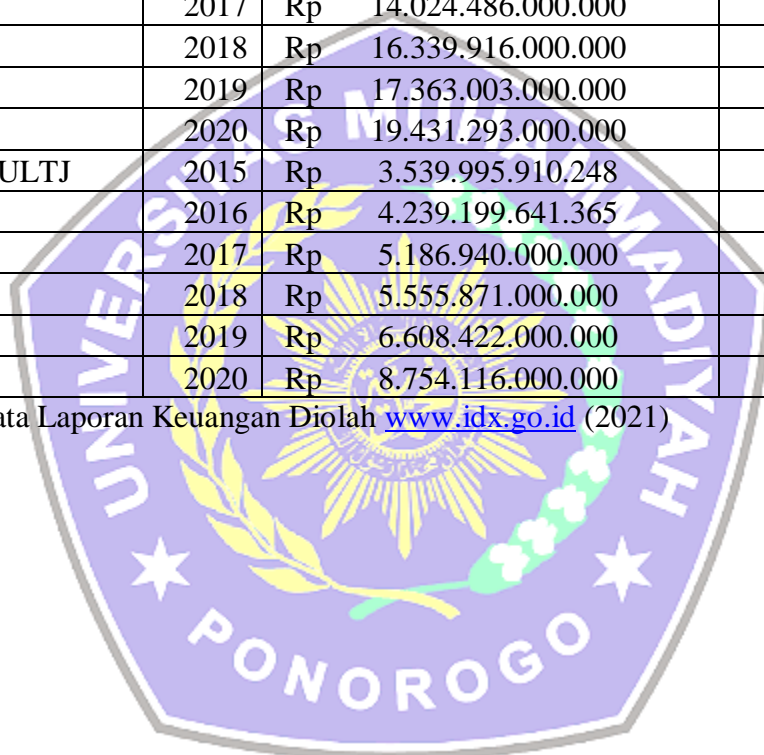 2017 Rp 14.024.486.000.000
2018 Rp 16.339.916.000.000
2019 Rp 17.363.003.000.000
2020 Rp 19.431.293.000.000
ULTJ 2015 Rp 3.539.995.910.248
2016 Rp 4.239.199.641.365
2017 Rp 5.186.940.000.000
2018 Rp 5.555.871.000.000
2019 Rp 6.608.422.000.000
2020 Rp 8.754.116.000.000
ata Laporan Keuangan Diolah www.idx.go.id (2021)
UNIVERSITAS MUHAMMADIYAH
PONOROGO